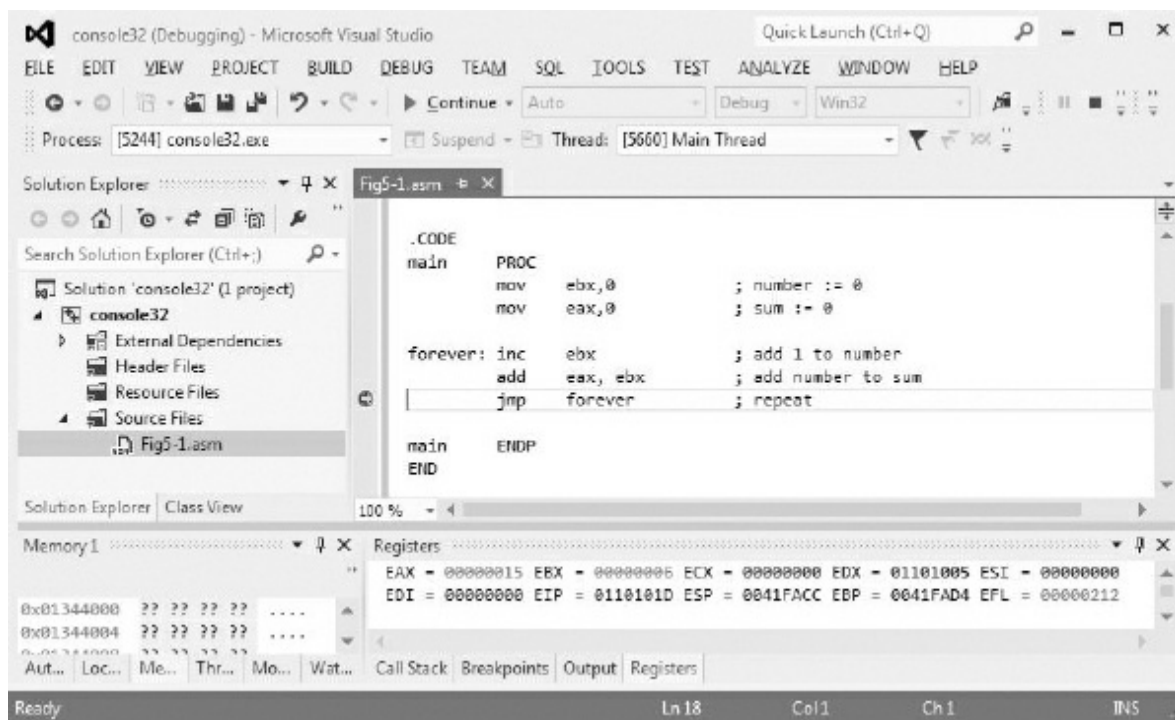 console32 (Debugging) - Microsoft Visual Studio
Quick Launch (Ctrl+Q)
FILE EDIT VIEW PROJECT BUILD DEBUG TEAM SQL TOOLS TEST ANALYZE WINDOW HELP
Continue Auto Debug Win32
Process: [5244] console32.exe Suspend Thread: [5660] Main Thread
Solution Explorer
Search Solution Explorer (Ctrl+;)
Solution 'console32' (1 project)
console32
External Dependencies
Header Files
Resource Files
Source Files
Fig5-1.asm
Solution Explorer Class View
Fig5-1.asm
.CODE
main PROC
mov ebx,0 ; number := 0
mov eax,0 ; sum := 0
forever: inc ebx ; add 1 to number
add eax, ebx ; add number to sum
jmp forever ; repeat
main ENDP
END
100 %
Memory 1
0x01344000 ?? ?? ?? ?? ....
0x01344004 ?? ?? ?? ?? ....
Aut... Loc... Me... Thr... Mo... Wat...
Registers
EAX = 00000015 EBX = 00000006 ECX = 00000000 EDX = 01101005 ESI = 00000000
EDI = 00000000 EIP = 0110101D ESP = 0041FACC EBP = 0041FAD4 EFL = 00000212
Call Stack Breakpoints Output Registers
Ready Ln 18 Col 1 Ch 1 INS